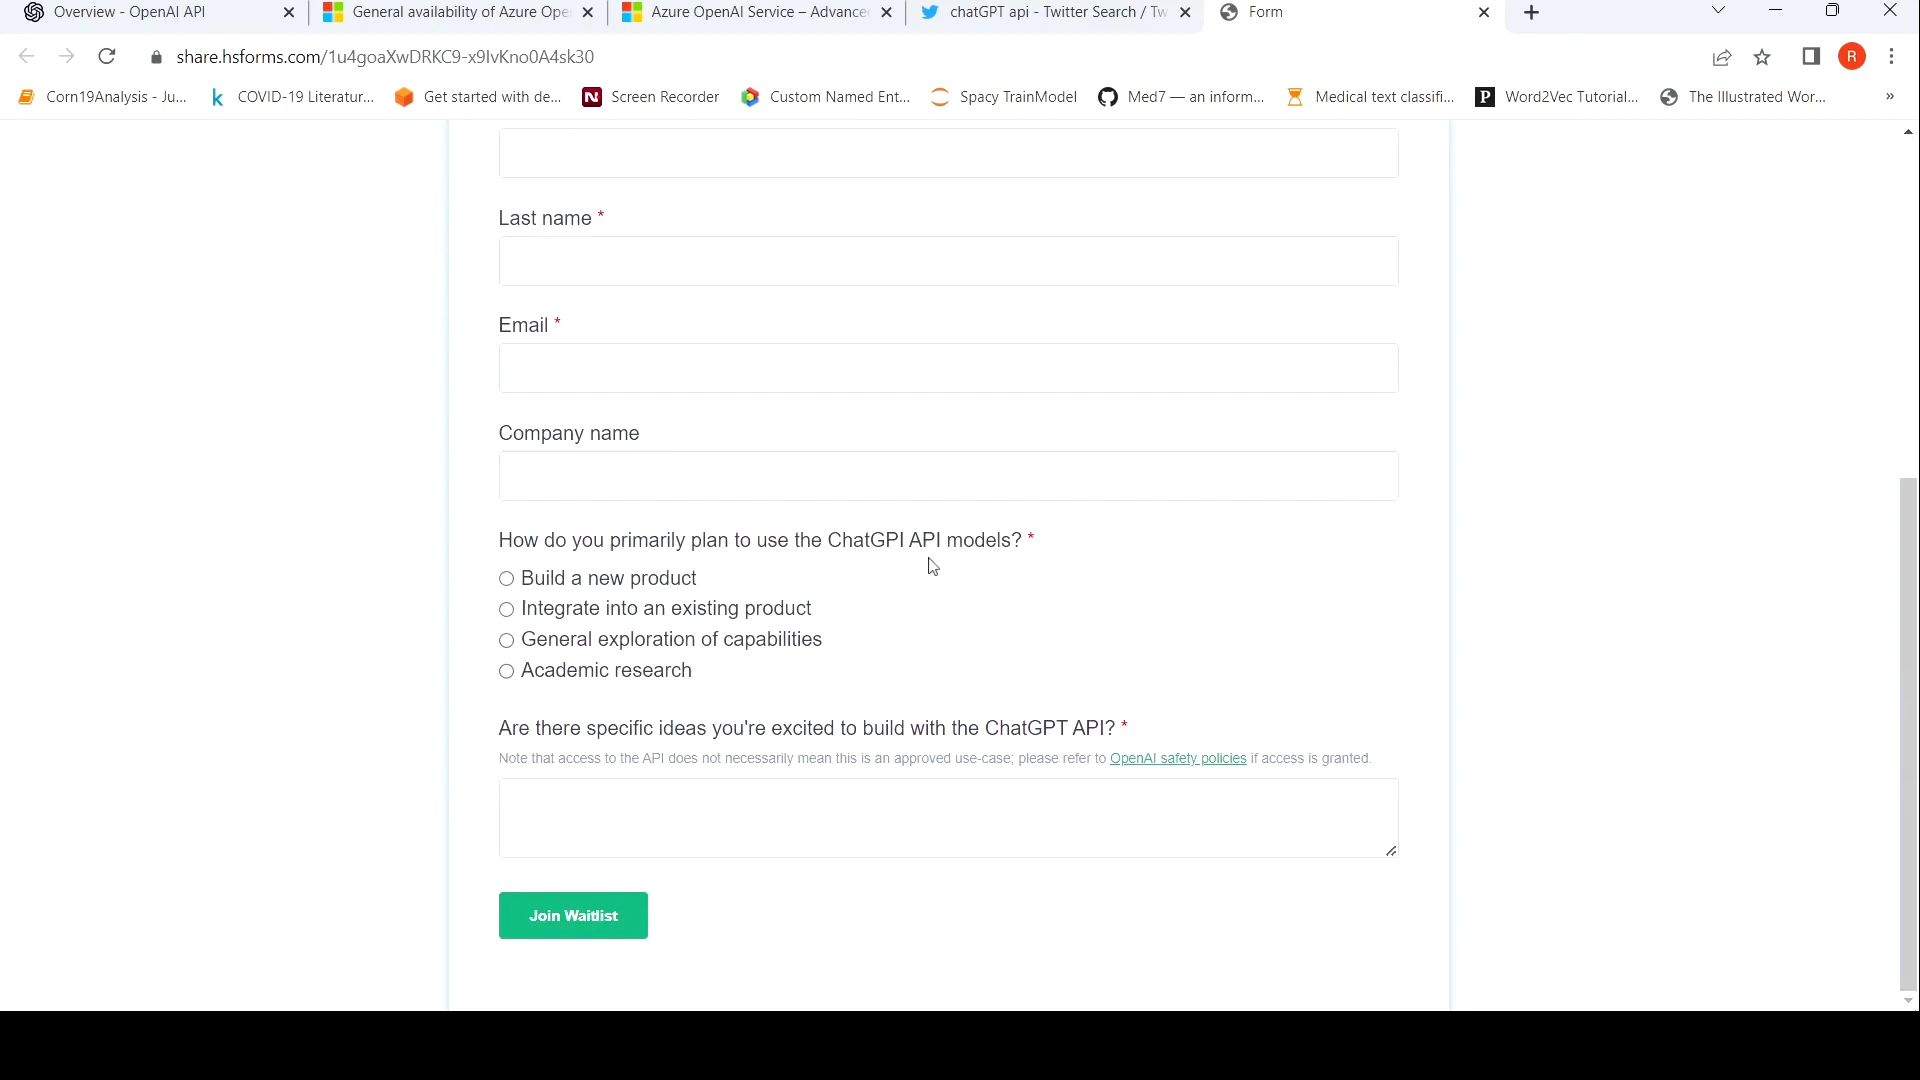 Overview - OpenAI API
General availability of Azure Ope
Azure OpenAI Service – Advance
chatGPT api - Twitter Search / Tw
Form
share.hsforms.com/1u4goaXwDRKC9-x9IvKno0A4sk30
R
Corn19Analysis - Ju...
COVID-19 Literatur...
Get started with de...
Screen Recorder
Custom Named Ent...
Spacy TrainModel
Med7 — an inform...
Medical text classifi...
Word2Vec Tutorial...
The Illustrated Wor...
»
Last name *
Email *
Company name
How do you primarily plan to use the ChatGPI API models? *
Build a new product
Integrate into an existing product
General exploration of capabilities
Academic research
Are there specific ideas you're excited to build with the ChatGPT API? *
Note that access to the API does not necessarily mean this is an approved use-case; please refer to OpenAI safety policies if access is granted.
Join Waitlist